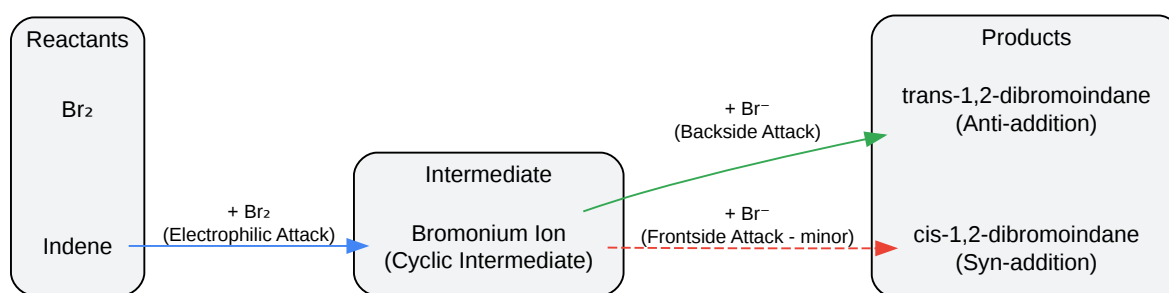 Reactants
Br₂
Indene
+ Br₂
(Electrophilic Attack)
Intermediate
Bromonium Ion
(Cyclic Intermediate)
+ Br⁻
(Backside Attack)
+ Br⁻
(Frontside Attack - minor)
Products
trans-1,2-dibromoindane
(Anti-addition)
cis-1,2-dibromoindane
(Syn-addition)